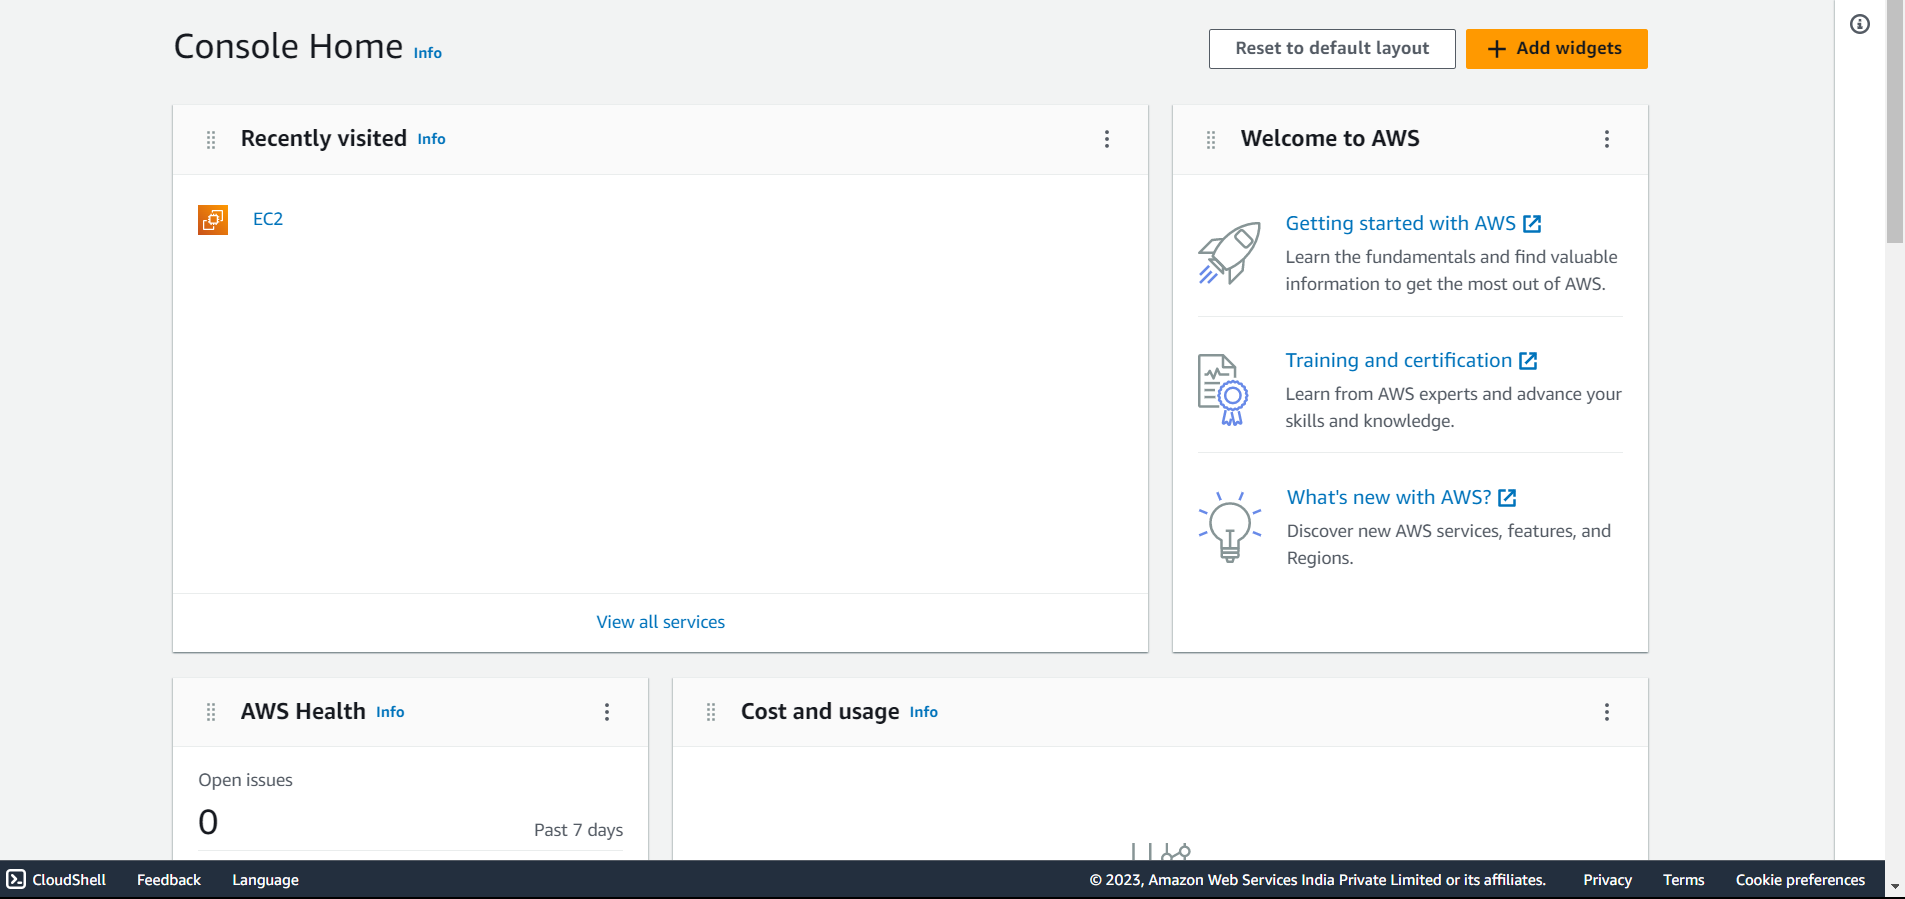 Console Home Info
Reset to default layout
Add widgets
Recently visited Info
EC2
View all services
Welcome to AWS
Getting started with AWS
Learn the fundamentals and find valuable
information to get the most out of AWS.
Training and certification
Learn from AWS experts and advance your
skills and knowledge.
What's new with AWS?
Discover new AWS services, features, and
Regions.
AWS Health Info
Open issues
0
Past 7 days
Cost and usage Info
CloudShell Feedback Language © 2023, Amazon Web Services India Private Limited or its affiliates. Privacy Terms Cookie preferences